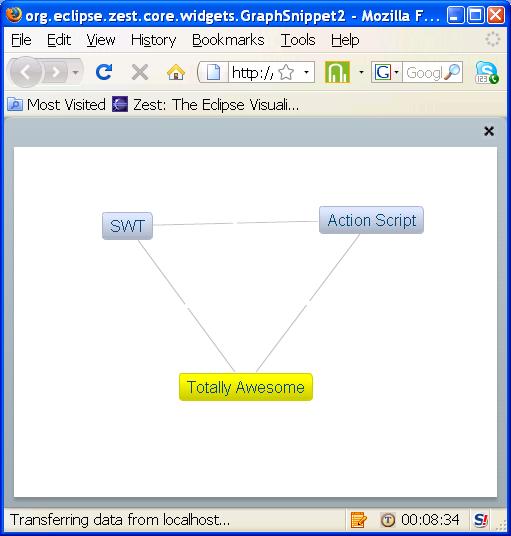 org.eclipse.zest.core.widgets.GraphSnippet2 - Mozilla F...
File Edit View History Bookmarks Tools Help
http:/ G Googl
Most Visited Zest: The Eclipse Visuali...
SWT
Action Script
Totally Awesome
Transferring data from localhost... 00:08:34 S!